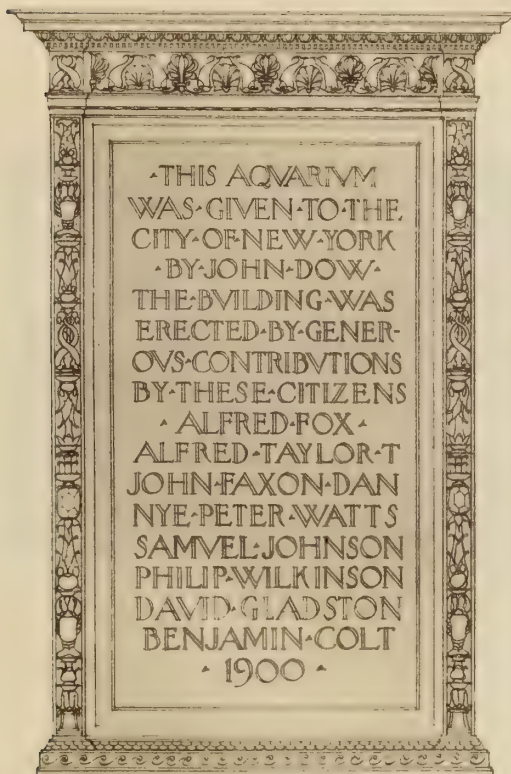 ·THIS AQVARIVM
WAS·GIVEN·TO·THE
CITY·OF·NEW·YORK
·BY·JOHN·DOW·
THE·BVILDING·WAS
ERECTED·BY·GENER-
OVS·CONTRIBVTIONS
BY·THESE·CITIZENS
·ALFRED·FOX·
ALFRED·TAYLOR·T
JOHN·FAXON·DAN
NYE·PETER·WATTS
SAMVEL·JOHNSON
PHILIP·WILKINSON
DAVID·GLADSTON
BENJAMIN·COLT
·1900·